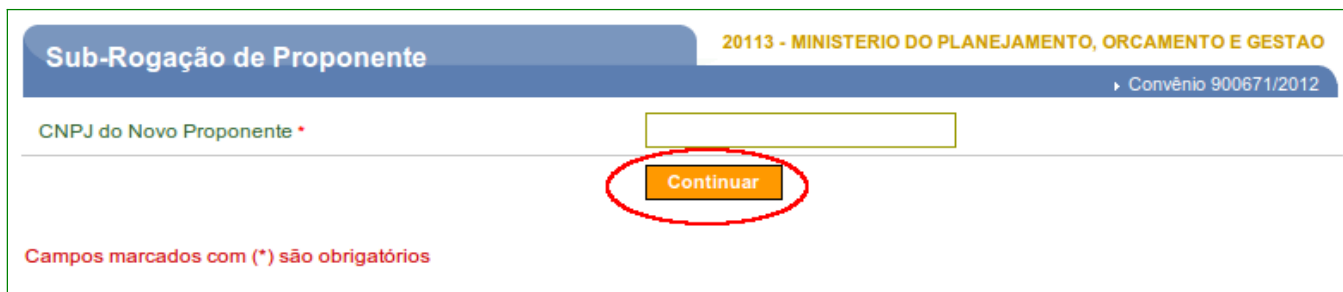 Sub-Rogação de Proponente
20113 - MINISTERIO DO PLANEJAMENTO, ORCAMENTO E GESTAO
Convênio 900671/2012
CNPJ do Novo Proponente *
Continuar
Campos marcados com (*) são obrigatórios